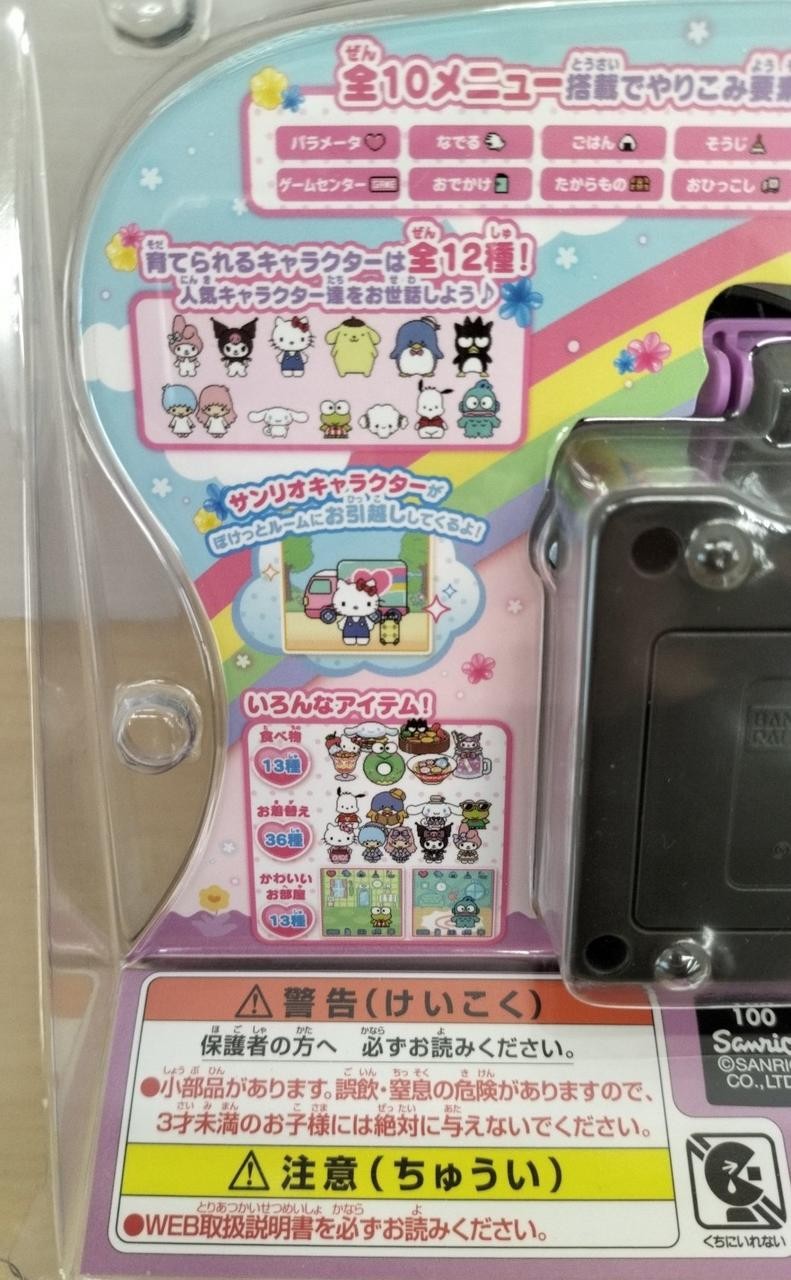 全10メニュー搭載でやりこみ要素
パラメータ なでる ごはん そうじ
ゲームセンター GAME おでかけ たからもの おひっこし
育てられるキャラクターは全12種!
人気キャラクター達をお世話しよう♪
サンリオキャラクターが
ぽけっとルームにお引越ししてくるよ!
いろんなアイテム!
食べ物
13種
お着替え
36種
かわいい
お部屋
13種
⚠警告(けいこく)
保護者の方へ 必ずお読みください。
●小部品があります。誤飲・窒息の危険がありますので、
3才未満のお子様には絶対に与えないでください。
⚠注意(ちゅうい)
●WEB取扱説明書を必ずお読みください。
100
Sanrio
©SANRIO
CO.,LTD
くちにいれない